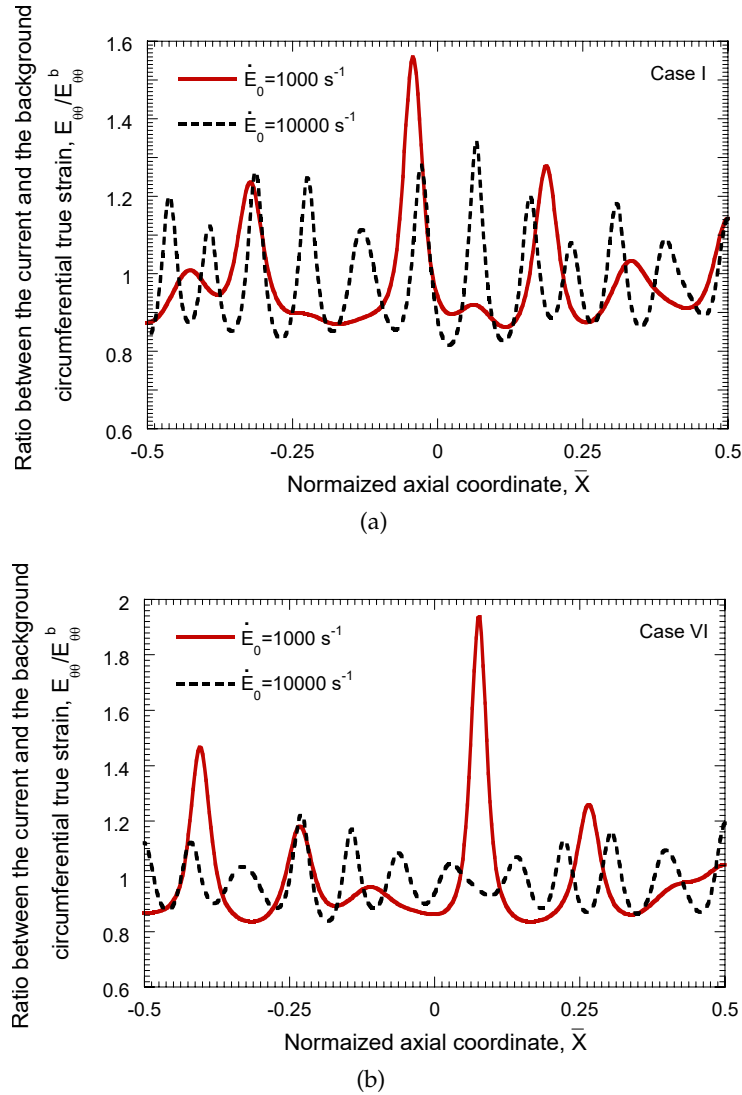 Ratio between the current and the background
circumferential true strain, E_θθ/E^b_θθ
1.6
1.4
1.2
1
0.8
0.6
Ė₀=1000 s⁻¹
Ė₀=10000 s⁻¹
Case I
-0.5
-0.25
0
0.25
0.5
Normaized axial coordinate, X̅
(a)
Ratio between the current and the background
circumferential true strain, E_θθ/E^b_θθ
2
1.8
1.6
1.4
1.2
1
0.8
0.6
Ė₀=1000 s⁻¹
Ė₀=10000 s⁻¹
Case VI
-0.5
-0.25
0
0.25
0.5
Normaized axial coordinate, X̅
(b)